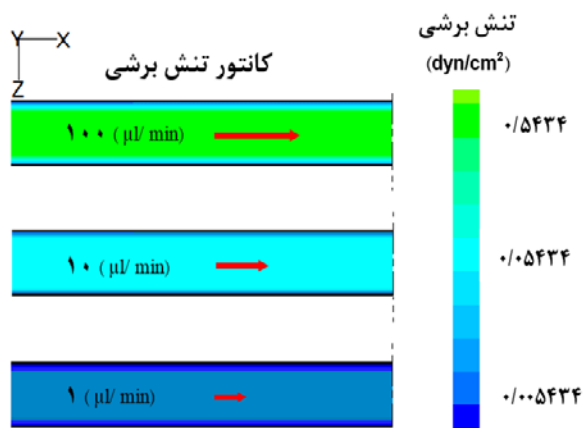 Y X
Z
کانتور تنش برشی
تنش برشی
(dyn/cm²)
۱۰۰ ( µl/ min)
۱۰ ( µl/ min)
۱ (µl/ min)
۰/۵۴۳۴
۰/۰۵۴۳۴
۰/۰۰۵۴۳۴